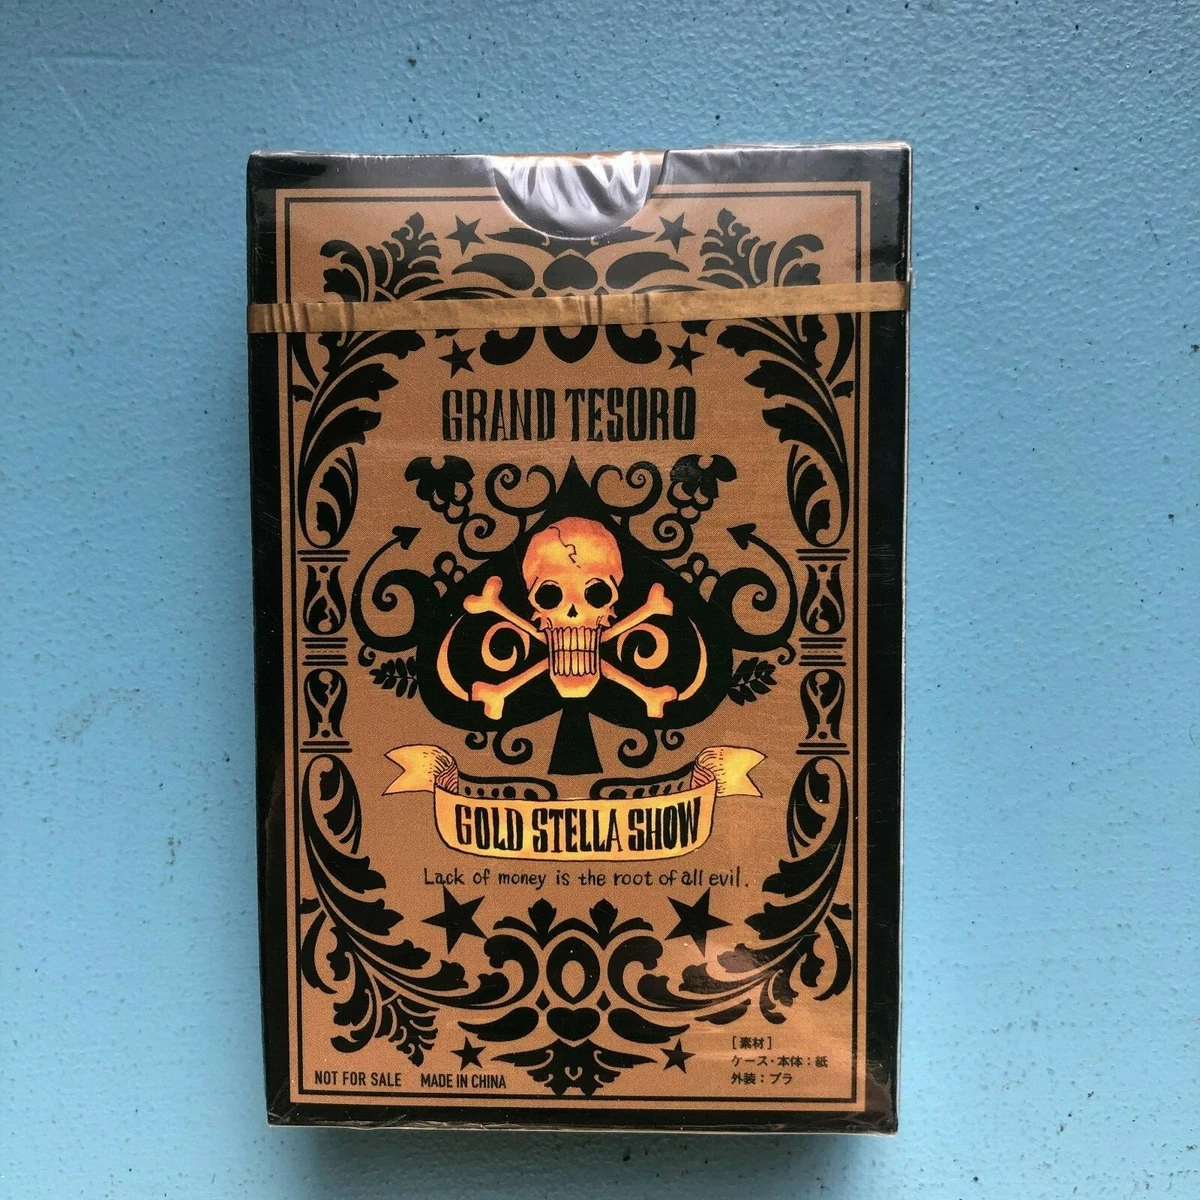 GRAND TESORO
GOLD STELLA SHOW
Lack of money is the root of all evil.
NOT FOR SALE MADE IN CHINA
[素材]
ケース・本体：紙
外装：プラ